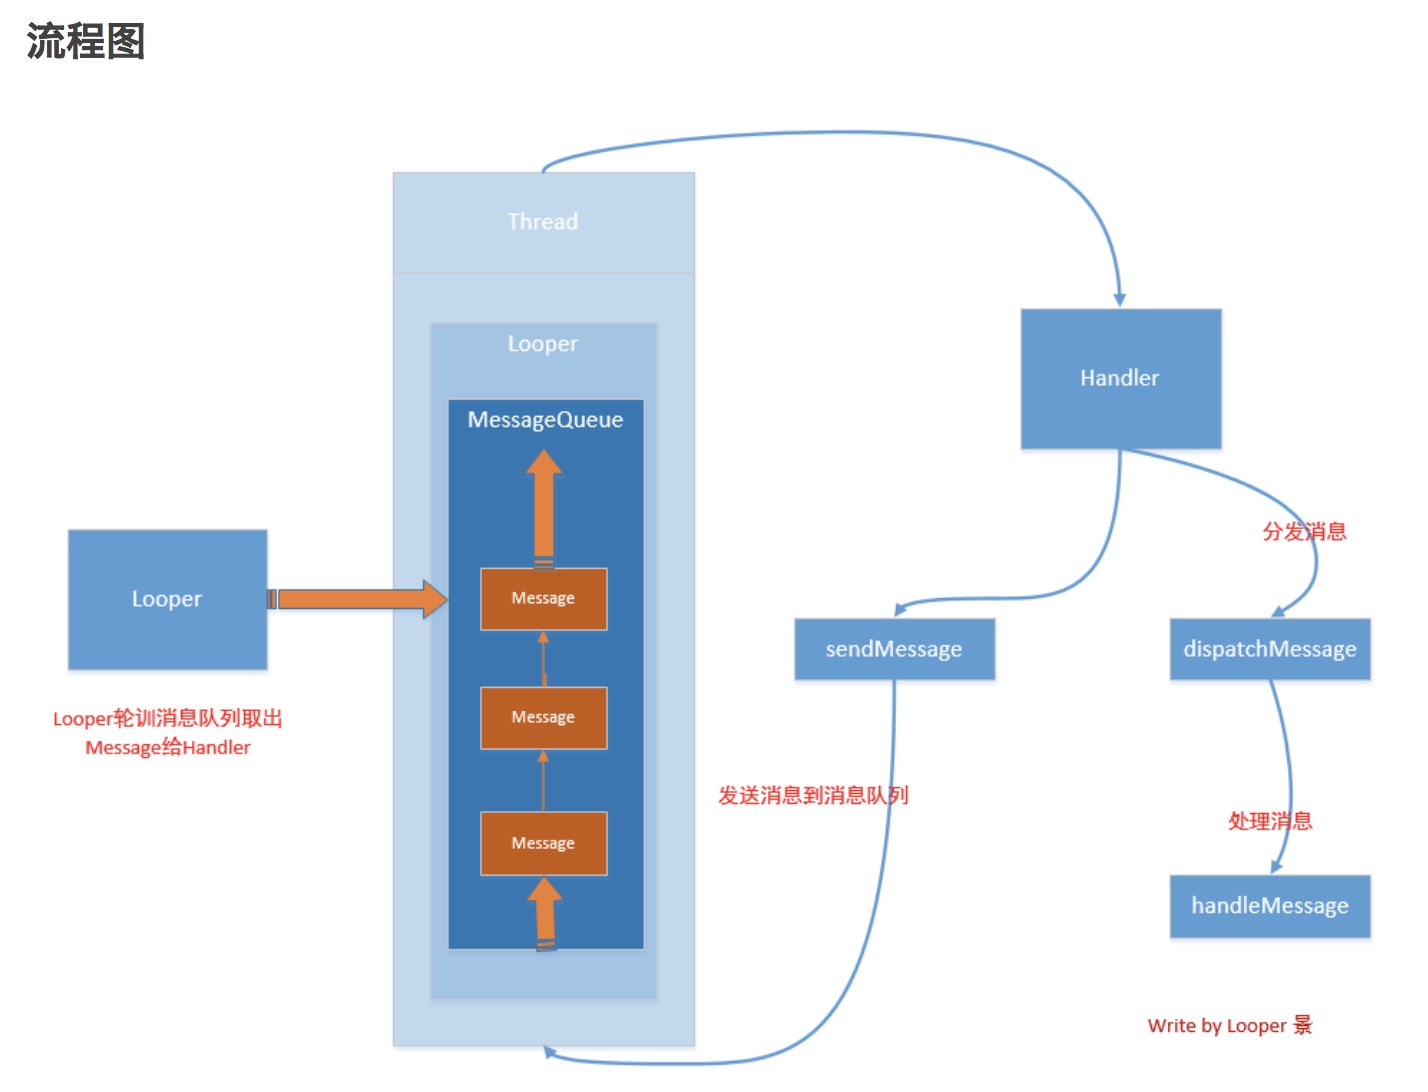 流程图
Thread
Looper
MessageQueue
Handler
分发消息
Looper
Message
sendMessage
dispatchMessage
Looper轮训消息队列取出
Message给Handler
Message
发送消息到消息队列
处理消息
Message
handleMessage
Write by Looper 景